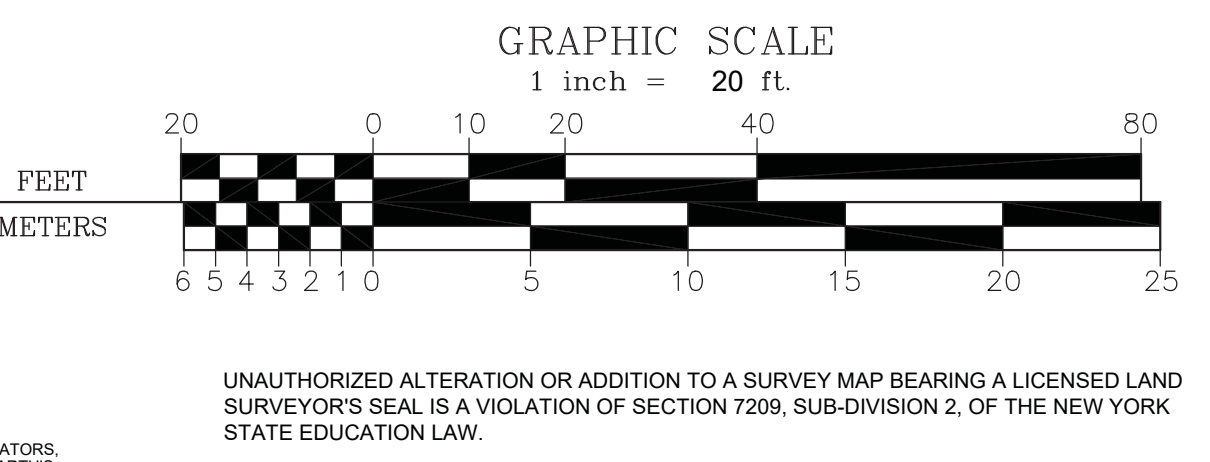 GRAPHIC SCALE
1 inch = 20 ft.
20 0 10 20 40 80
FEET
METERS
6 5 4 3 2 1 0 5 10 15 20 25
UNAUTHORIZED ALTERATION OR ADDITION TO A SURVEY MAP BEARING A LICENSED LAND
SURVEYOR'S SEAL IS A VIOLATION OF SECTION 7209, SUB-DIVISION 2, OF THE NEW YORK
STATE EDUCATION LAW.
ATORS,